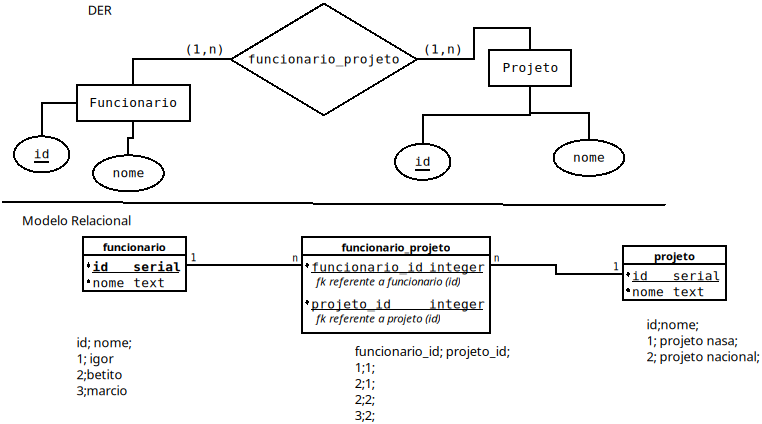 DER
(1,n)
funcionario_projeto
(1,n)
Projeto
Funcionario
id
nome
id
nome
Modelo Relacional
funcionario
id serial
nome text
1
n
funcionario_projeto
funcionario_id integer
fk referente a funcionario (id)
projeto_id integer
fk referente a projeto (id)
n
1
projeto
id serial
nome text
id; nome;
1; igor
2;betito
3;marcio
funcionario_id; projeto_id;
1;1;
2;1;
2;2;
3;2;
id;nome;
1; projeto nasa;
2; projeto nacional;